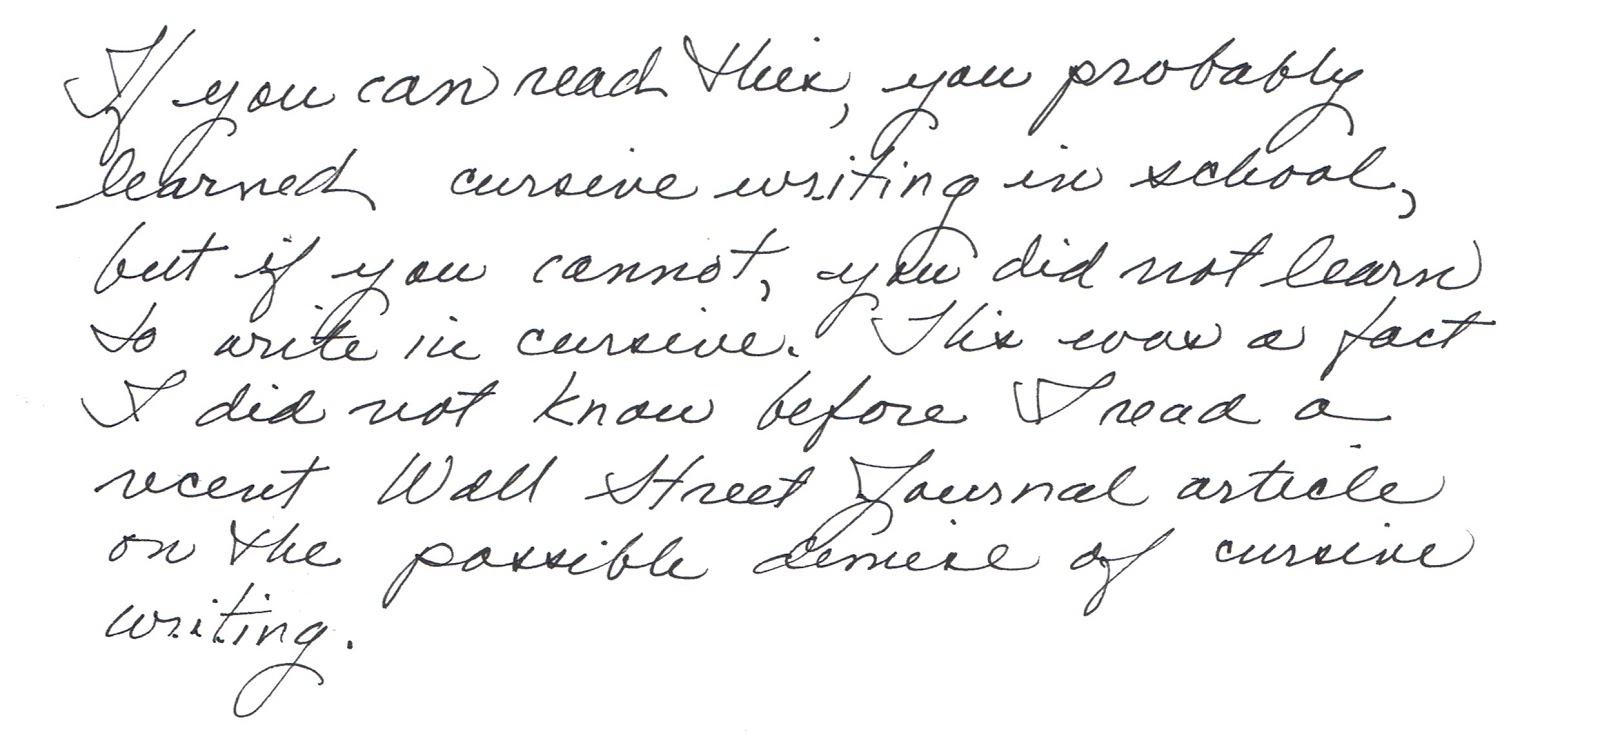 If you can read this, you probably
learned cursive writing in school,
but if you cannot, you did not learn
to write in cursive. This was a fact
I did not know before I read a
recent Wall Street Journal article
on the possible demise of cursive
writing.